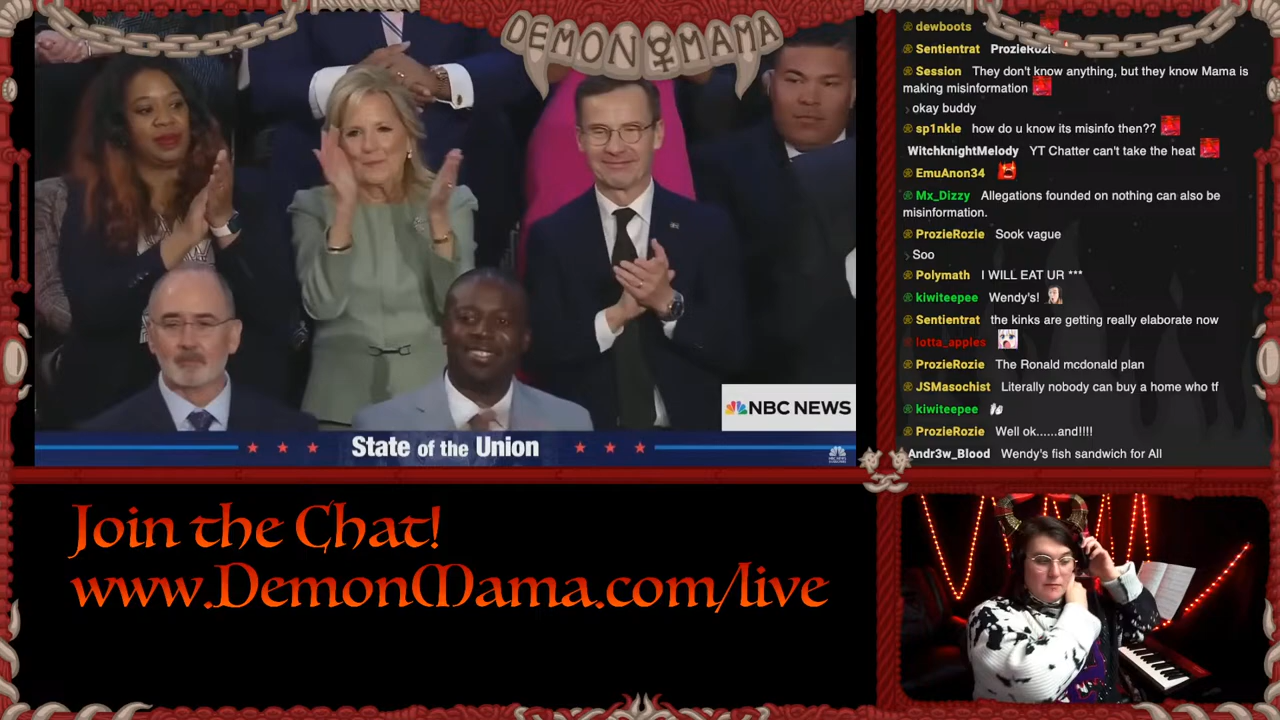 DEMON MAMA
NBC NEWS
State of the Union
Join the Chat!
www.DemonMama.com/live
dewboots
Sentientrat ProzieRozie
Session They don't know anything, but they know Mama is
making misinformation
› okay buddy
sp1nkle how do u know its misinfo then??
WitchknightMelody YT Chatter can't take the heat
EmuAnon34
Mx_Dizzy Allegations founded on nothing can also be
misinformation.
ProzieRozie Sook vague
› Soo
Polymath I WILL EAT UR ***
kiwiteepee Wendy's!
Sentientrat the kinks are getting really elaborate now
lotta_apples
ProzieRozie The Ronald mcdonald plan
JSMasochist Literally nobody can buy a home who tf
kiwiteepee
ProzieRozie Well ok......and!!!!
Andr3w_Blood Wendy's fish sandwich for All